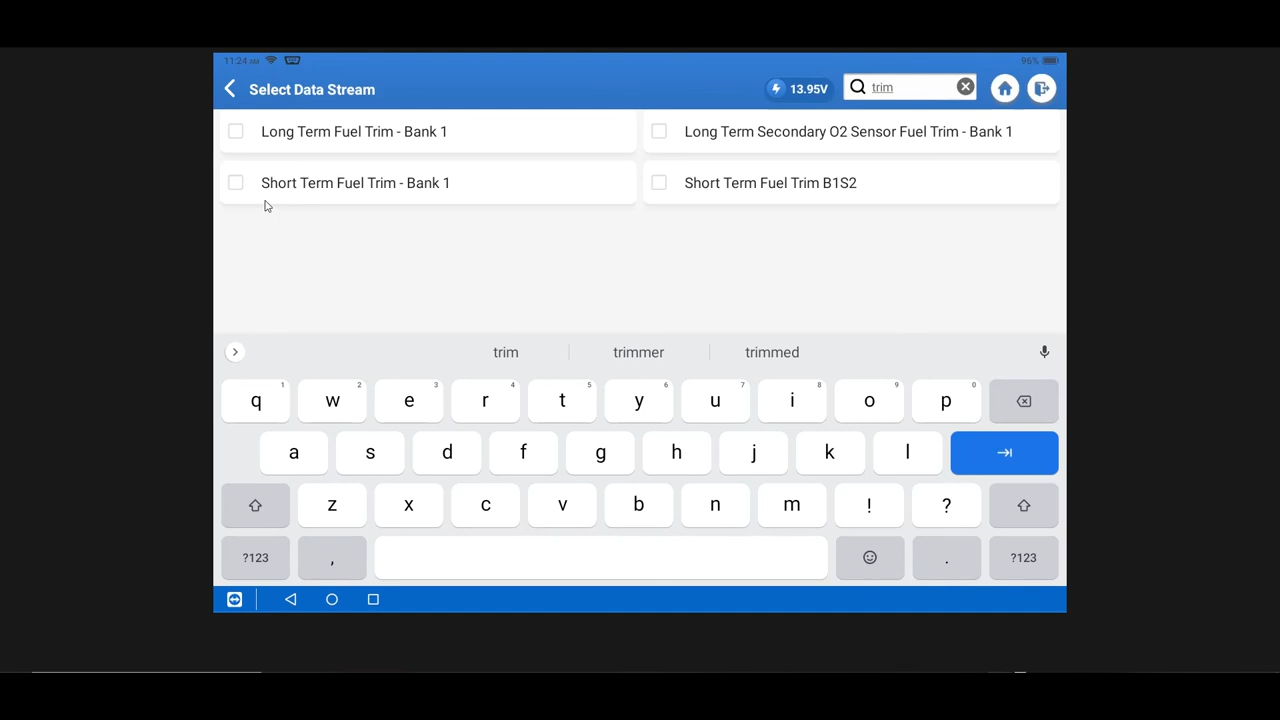 11:24 AM
96%
Select Data Stream
13.95V
trim
Long Term Fuel Trim - Bank 1
Long Term Secondary O2 Sensor Fuel Trim - Bank 1
Short Term Fuel Trim - Bank 1
Short Term Fuel Trim B1S2
trim trimmer trimmed
1 2 3 4 5 6 7 8 9 0
q w e r t y u i o p
a s d f g h j k l
z x c v b n m ! ?
?123 , . ?123